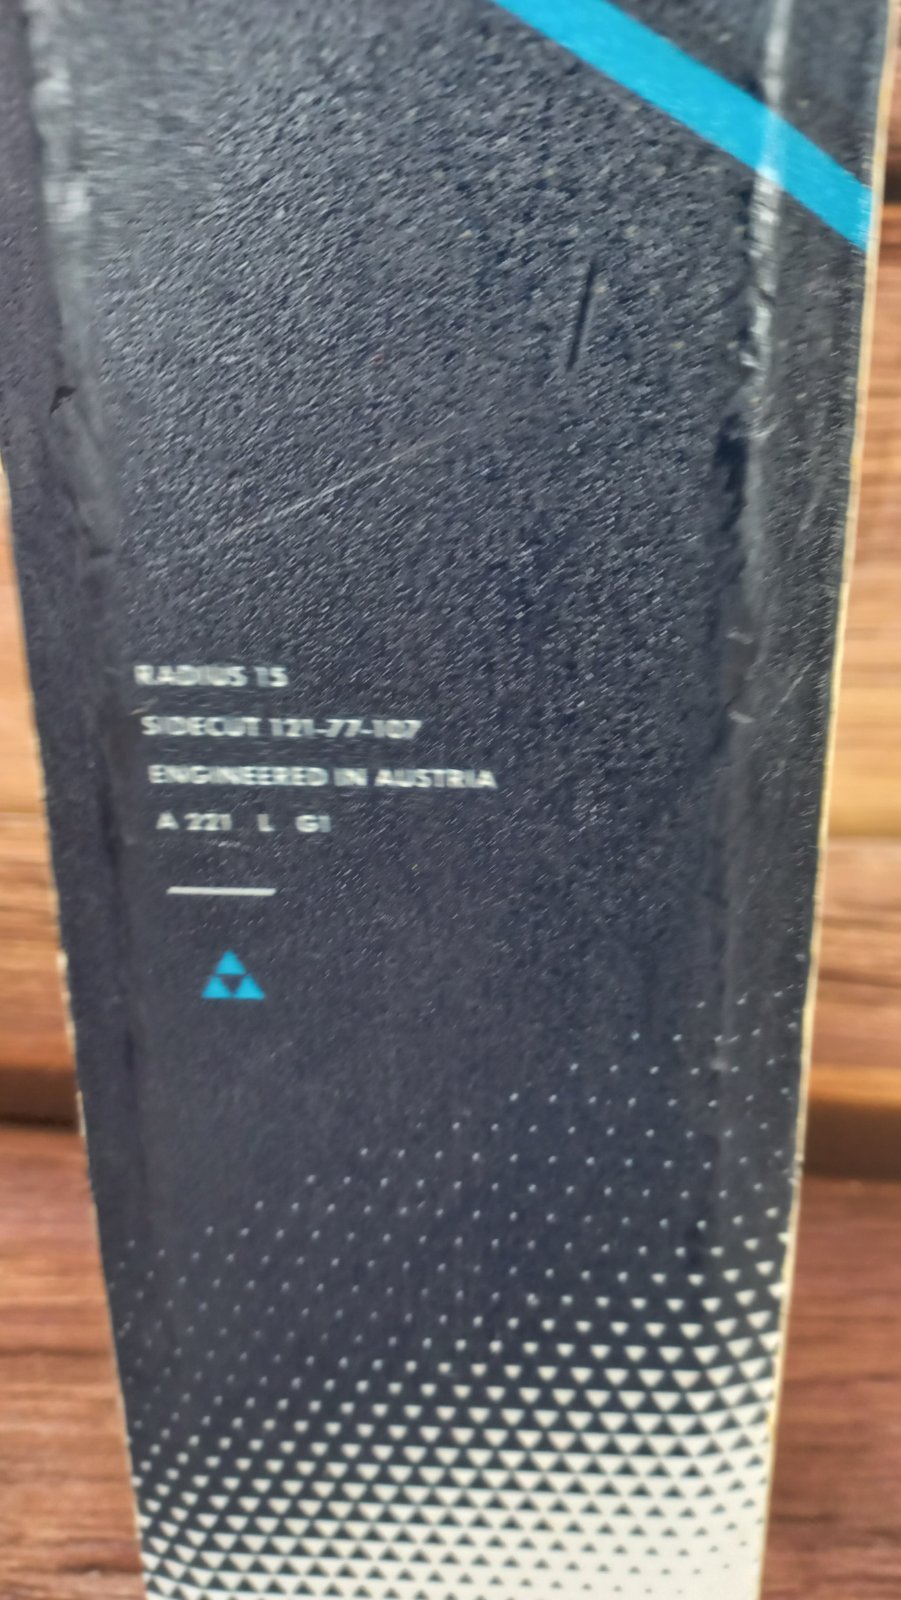 RADIUS 15
SIDECUT 121-77-107
ENGINEERED IN AUSTRIA
A 221 L G1